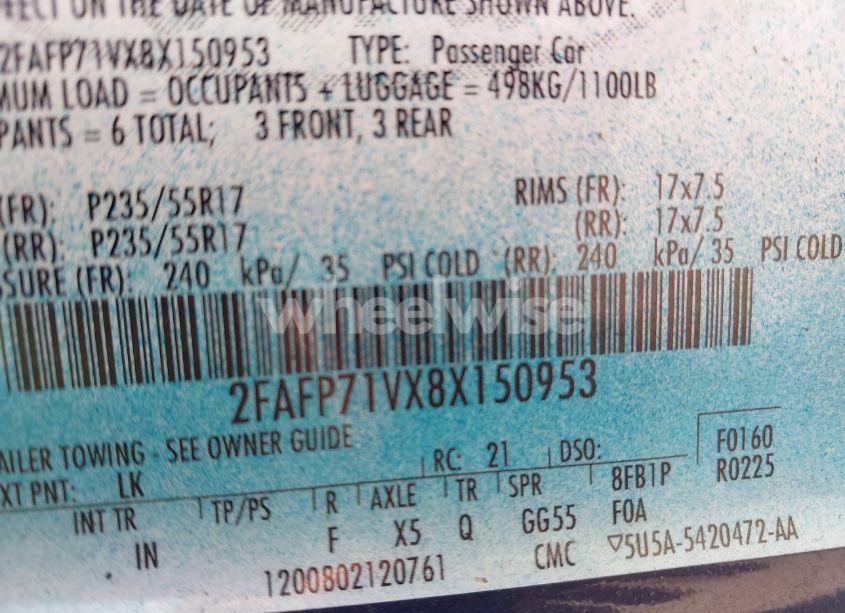 FFECT ON THE DATE OF MANUFACTURE SHOWN ABOVE.
2FAFP71VX8X150953 TYPE: Passenger Car
MUM LOAD = OCCUPANTS + LUGGAGE = 498KG/1100LB
PANTS = 6 TOTAL; 3 FRONT, 3 REAR
(FR): P235/55R17 RIMS (FR): 17x7.5
(RR): P235/55R17 (RR): 17x7.5
SSURE (FR): 240 kPa/ 35 PSI COLD (RR): 240 kPa/ 35 PSI COLD
wheelwise
2FAFP71VX8X150953
AILER TOWING - SEE OWNER GUIDE
XT PNT: LK RC: 21 DSO: F0160
R0225
INT TR TP/PS R AXLE TR SPR 8FB1P
IN F X5 Q GG55 FOA
1200802120761 CMC ▽5U5A-5420472-AA